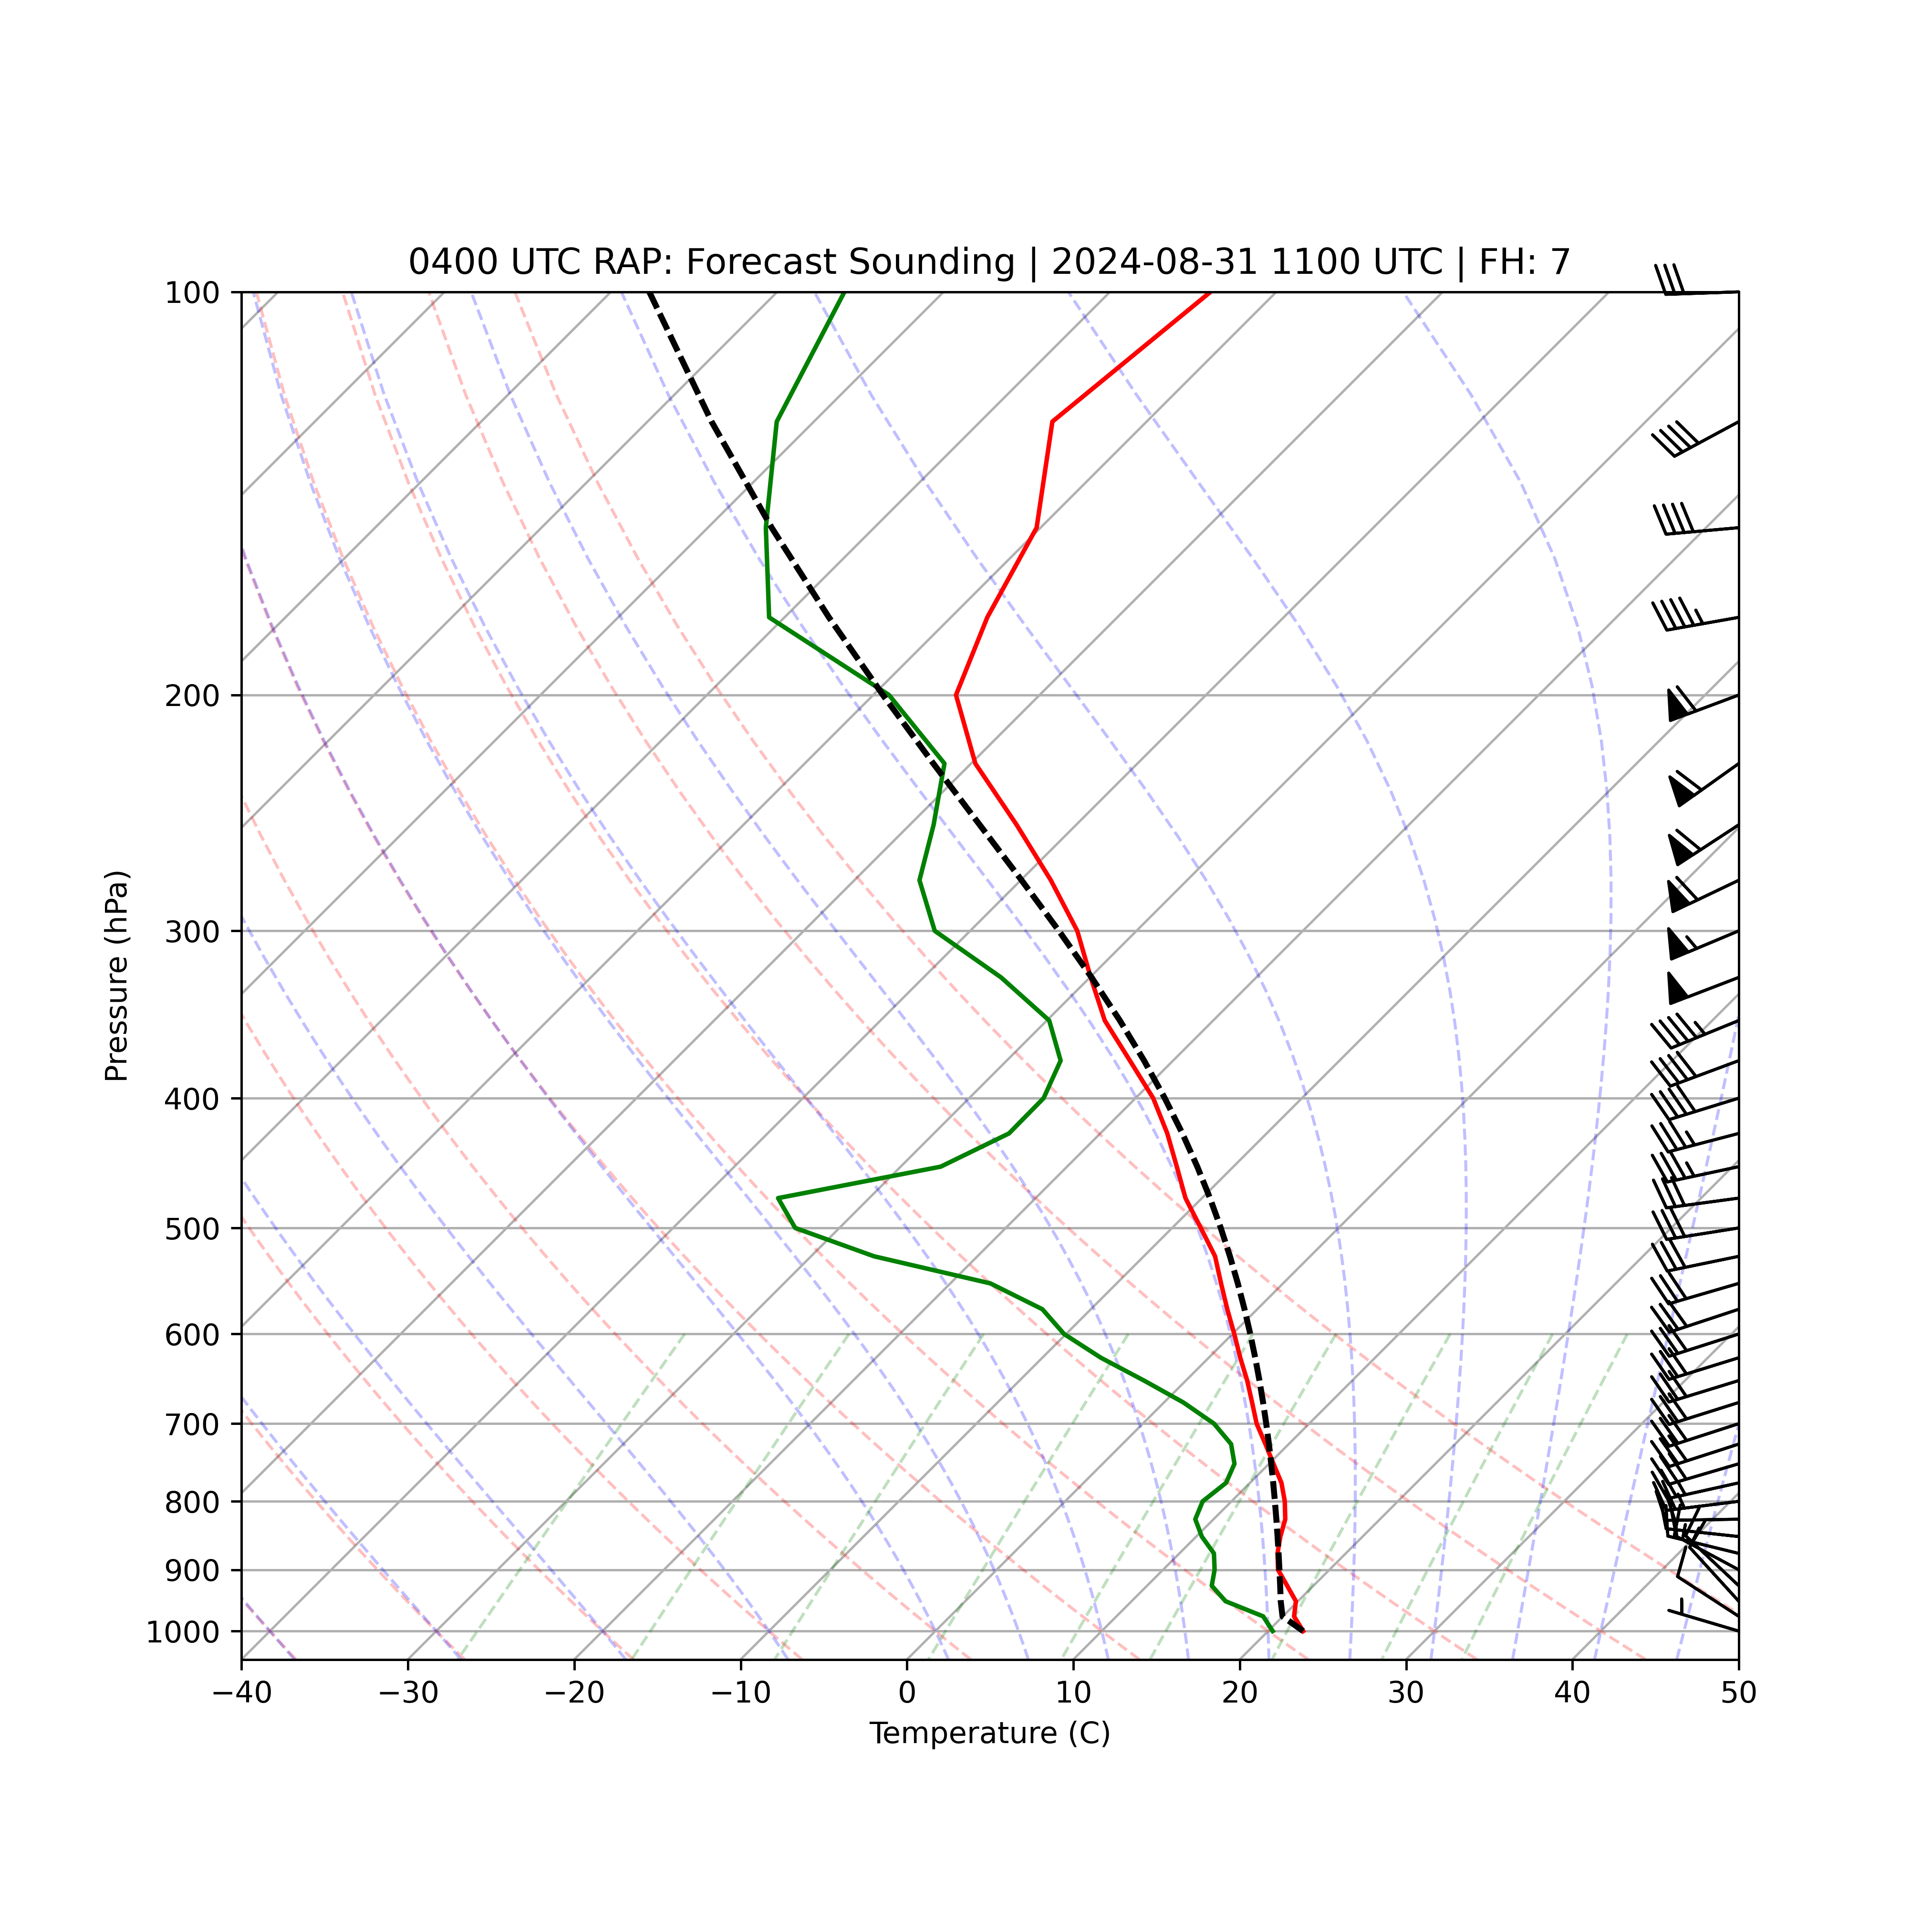 0400 UTC RAP: Forecast Sounding | 2024-08-31 1100 UTC | FH: 7
100
200
300
400
500
600
700
800
900
1000
Pressure (hPa)
−40 −30 −20 −10 0 10 20 30 40 50
Temperature (C)